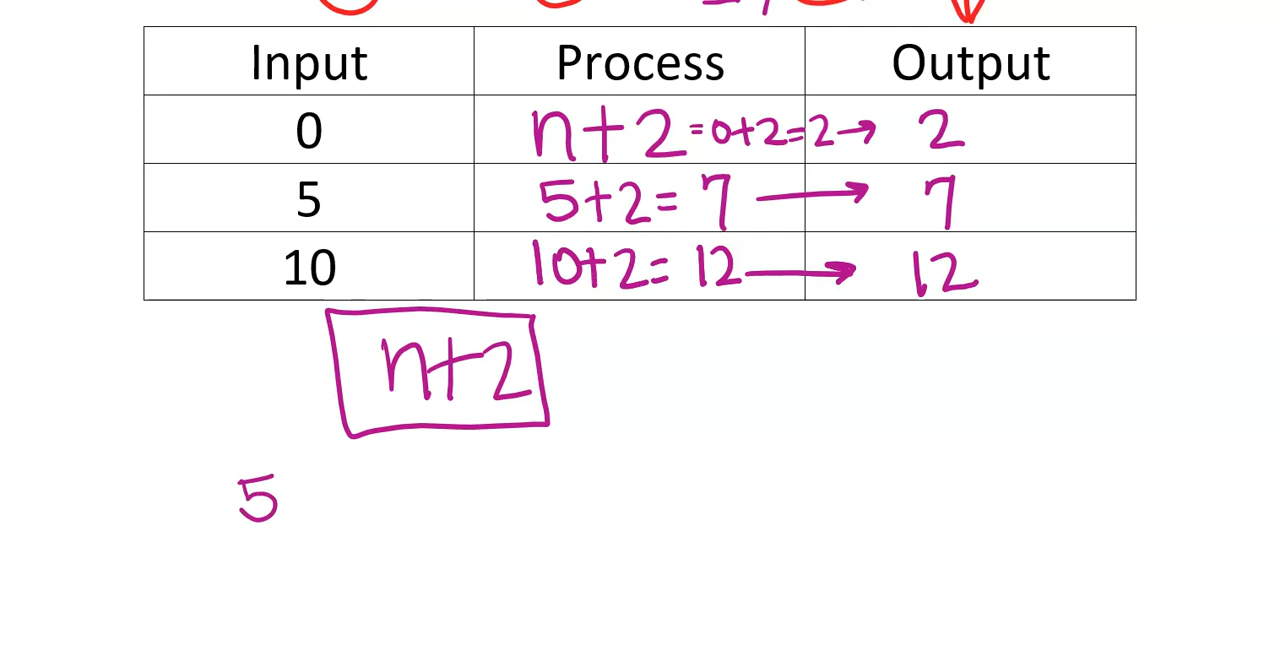 Input Process Output
0 n+2 =0+2=2→ 2
5 5+2= 7 → 7
10 10+2= 12 → 12
n+2
5